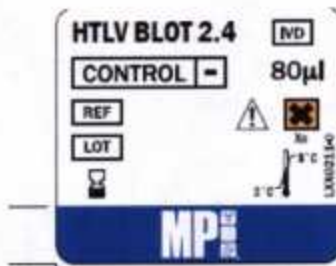 HTLV BLOT 2.4 IVD
CONTROL - 80µl
REF
LOT
Xn
8°C
2°C
MP